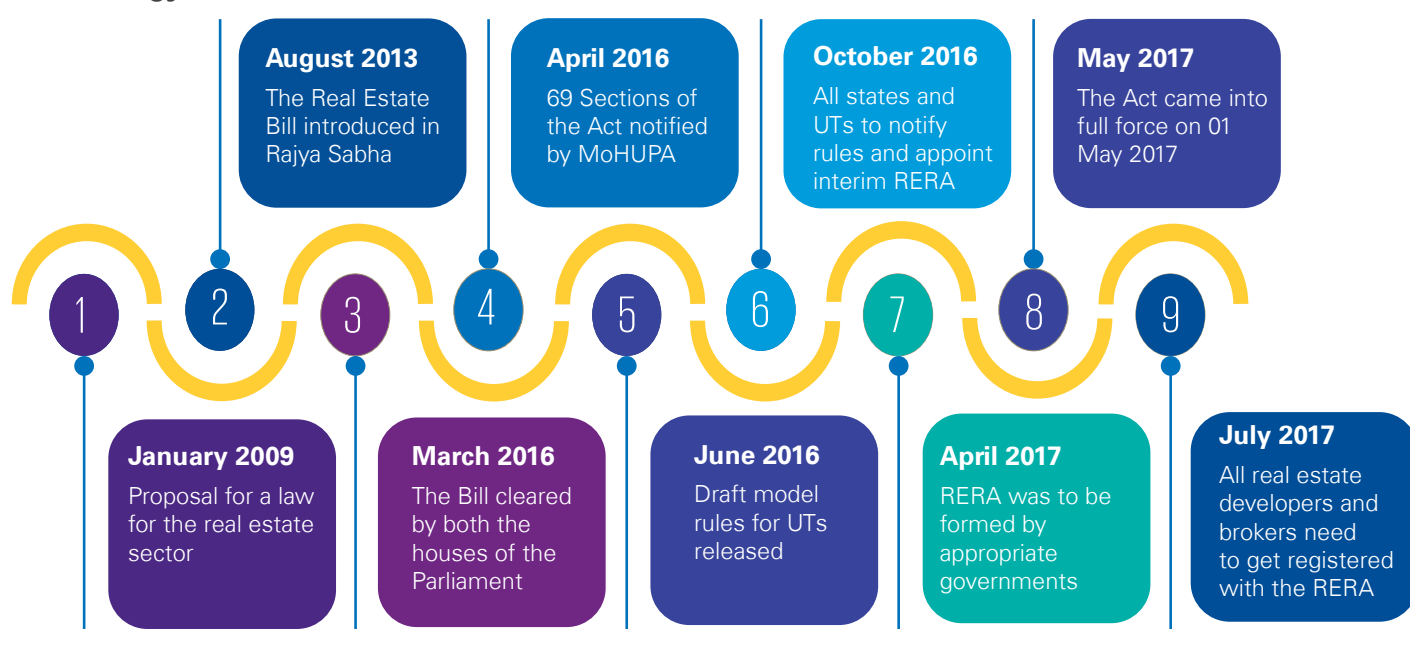 August 2013
The Real Estate
Bill introduced in
Rajya Sabha
April 2016
69 Sections of
the Act notified
by MoHUPA
October 2016
All states and
UTs to notify
rules and appoint
interim RERA
May 2017
The Act came into
full force on 01
May 2017
1
2
3
4
5
6
7
8
9
January 2009
Proposal for a law
for the real estate
sector
March 2016
The Bill cleared
by both the
houses of the
Parliament
June 2016
Draft model
rules for UTs
released
April 2017
RERA was to be
formed by
appropriate
governments
July 2017
All real estate
developers and
brokers need
to get registered
with the RERA